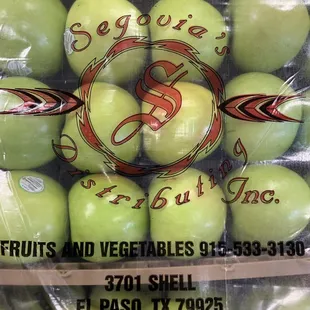 Segovia's
S
Distributing Inc.
FRUITS AND VEGETABLES 915-533-3130
3701 SHELL
EL PASO, TX 79925